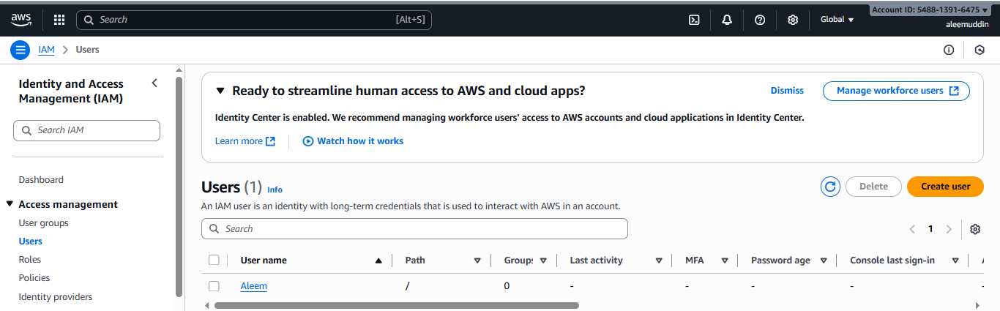 aws Search [Alt+S] Global Account ID: 5488-1391-6475
aleemuddin
IAM Users
Identity and Access Management (IAM)
Search IAM
Dashboard
Access management
User groups
Users
Roles
Policies
Identity providers
Ready to streamline human access to AWS and cloud apps? Dismiss Manage workforce users
Identity Center is enabled. We recommend managing workforce users' access to AWS accounts and cloud applications in Identity Center.
Learn more Watch how it works
Users (1) Info Delete Create user
An IAM user is an identity with long-term credentials that is used to interact with AWS in an account.
Search 1
User name Path Groups Last activity MFA Password age Console last sign-in
Aleem / 0 - - - -